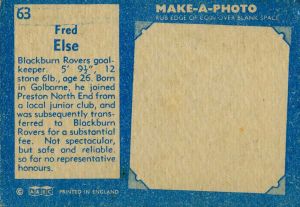 63
Fred
Else
Blackburn Rovers goal-
keeper. 5' 9½", 12
stone 6lb., age 26. Born
in Golborne, he joined
Preston North End from
a local junior club, and
was subsequently trans-
ferred to Blackburn
Rovers for a substantial
fee. Not spectacular,
but safe and reliable.
so far no representative
honours.
© A&BC PRINTED IN ENGLAND
MAKE-A-PHOTO
RUB EDGE OF COIN OVER BLANK SPACE